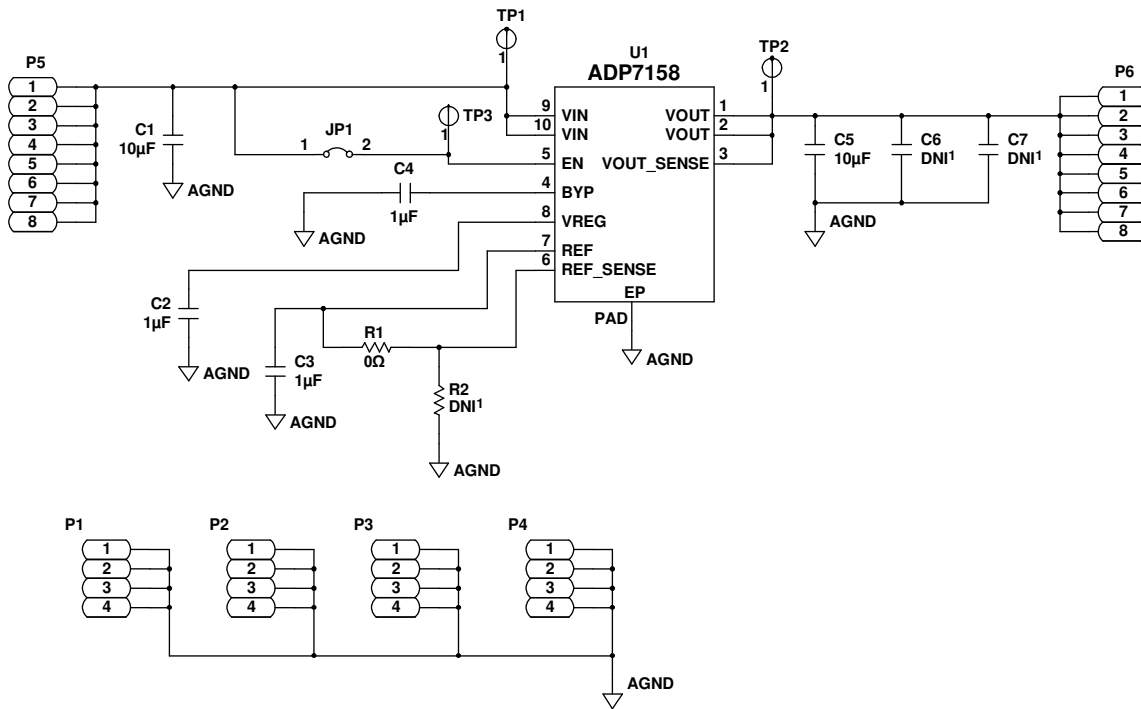 TP1
1
U1
ADP7158
TP2
1
P5
1
2
3
4
5
6
7
8
C1
10µF
AGND
JP1
1 2
TP3
1
C4
1µF
AGND
9 VIN
10 VIN
5 EN
4 BYP
8 VREG
7 REF
6 REF_SENSE
VOUT 1
VOUT 2
VOUT_SENSE 3
EP
PAD
AGND
C5
10µF
C6
DNI¹
C7
DNI¹
AGND
P6
1
2
3
4
5
6
7
8
C2
1µF
AGND
C3
1µF
AGND
R1
0Ω
R2
DNI¹
AGND
P1
1
2
3
4
P2
1
2
3
4
P3
1
2
3
4
P4
1
2
3
4
AGND